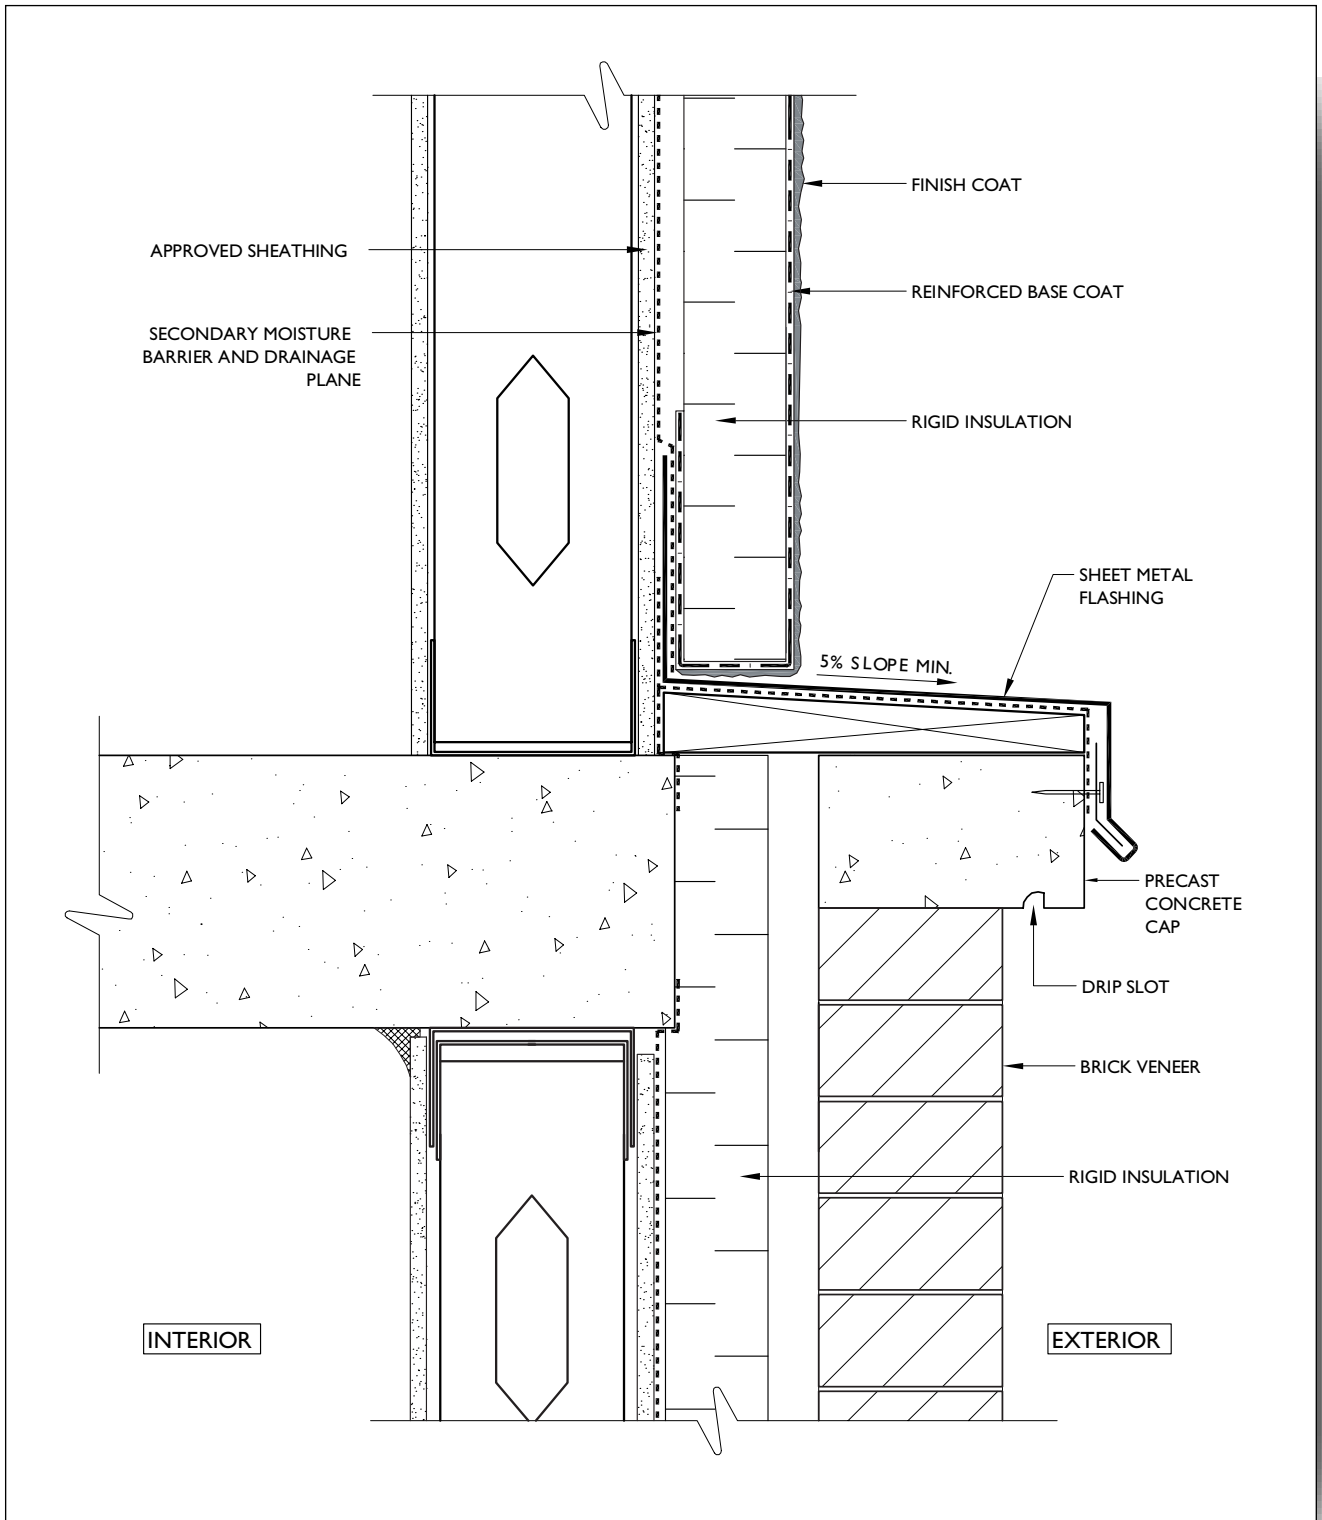 FINISH COAT
APPROVED SHEATHING
REINFORCED BASE COAT
SECONDARY MOISTURE
BARRIER AND DRAINAGE
PLANE
RIGID INSULATION
SHEET METAL
FLASHING
5% SLOPE MIN.
PRECAST
CONCRETE
CAP
DRIP SLOT
BRICK VENEER
RIGID INSULATION
INTERIOR
EXTERIOR